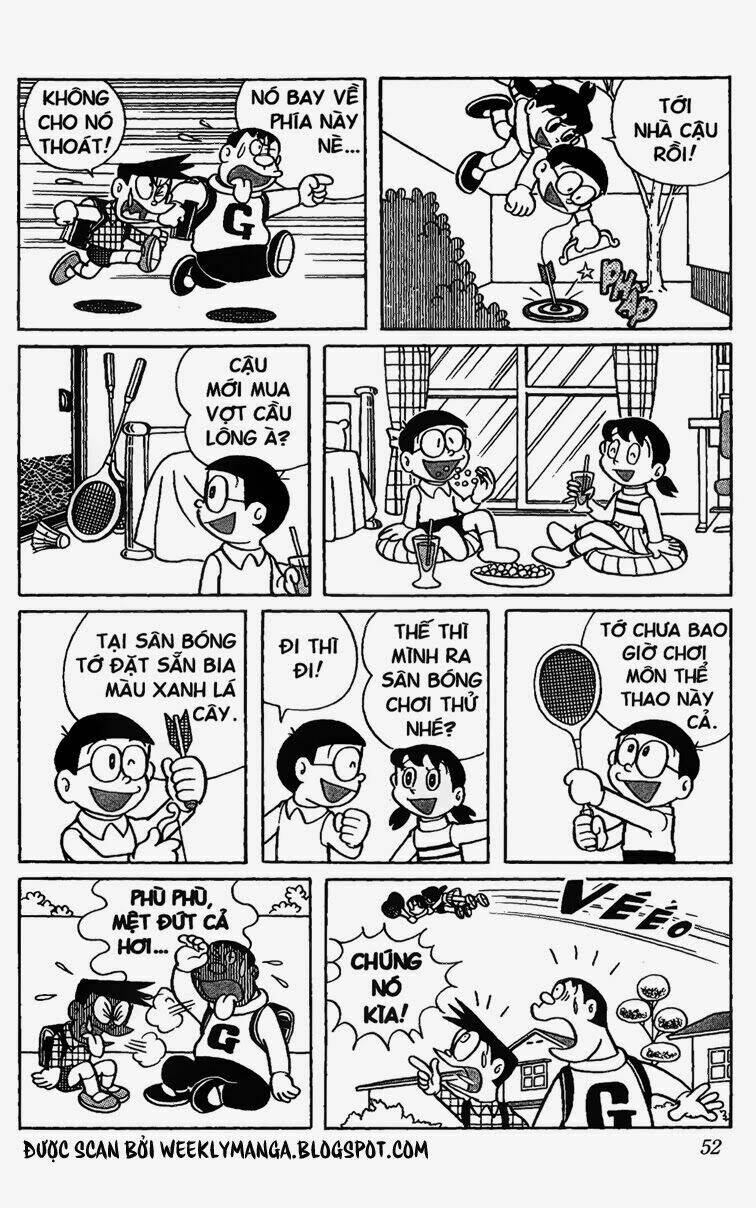 TỚI
NHÀ CẬU
RỒI!
PHẬP
NÓ BAY VỀ
PHÍA NÀY
NÈ...
KHÔNG
CHO NÓ
THOÁT!
CẬU
MỚI MUA
VỢT CẦU
LÔNG À?
TỚ CHƯA BAO
GIỜ CHƠI
MÔN THỂ
THAO NÀY
CẢ.
THẾ THÌ
MÌNH RA
SÂN BÓNG
CHƠI THỬ
NHÉ?
ĐI THÌ
ĐI!
TẠI SÂN BÓNG
TỚ ĐẶT SẴN BIA
MÀU XANH LÁ
CÂY.
G
VÈÈO
CHÚNG
NÓ
KÌA!
G
PHÙ PHÙ,
MỆT ĐỨT CẢ
HƠI...
G
ĐƯỢC SCAN BỞI WEEKLYMANGA.BLOGSPOT.COM
52